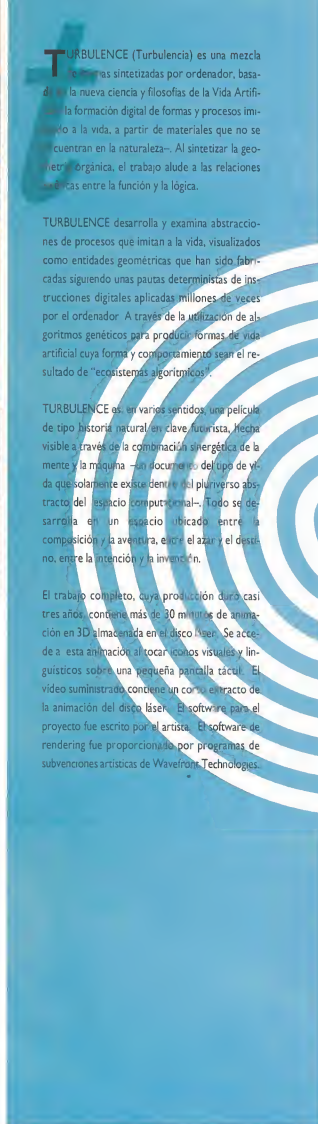 TURBULENCE (Turbulencia) es una mezcla
de formas sintetizadas por ordenador, basa-
da en la nueva ciencia y filosofías de la Vida Artifi-
la formación digital de formas y procesos imi-
a la vida, a partir de materiales que no se
encuentran en la naturaleza–. Al sintetizar la geo-
metría orgánica, el trabajo alude a las relaciones
entre la función y la lógica.
TURBULENCE desarrolla y examina abstraccio-
nes de procesos que imitan a la vida, visualizados
como entidades geométricas que han sido fabri-
cadas siguiendo unas pautas deterministas de ins-
trucciones digitales aplicadas millones de veces
por el ordenador. A través de la utilización de al-
goritmos genéticos para producir formas de vida
artificial cuya forma y comportamiento sean el re-
sultado de "ecosistemas algorítmicos".
TURBULENCE es, en varios sentidos, una película
de tipo historia natural en clave futurista, hecha
visible a través de la combinación sinergética de la
mente y la máquina –un documento del tipo de vi-
da que solamente existe dentro del pluriverso abs-
tracto del espacio computacional–. Todo se de-
sarrolla en un espacio ubicado entre la
composición y la aventura, entre el azar y el desti-
no, entre la intención y la invención.
El trabajo completo, cuya producción duró casi
tres años, contiene más de 30 minutos de anima-
ción en 3D almacenada en el disco láser. Se acce-
de a esta animación al tocar iconos visuales y lin-
guísticos sobre una pequeña pantalla táctil. El
vídeo suministrado contiene un corto extracto de
la animación del disco láser. El software para el
proyecto fue escrito por el artista. El software de
rendering fue proporcionado por programas de
subvenciones artísticas de Wavefront Technologies.